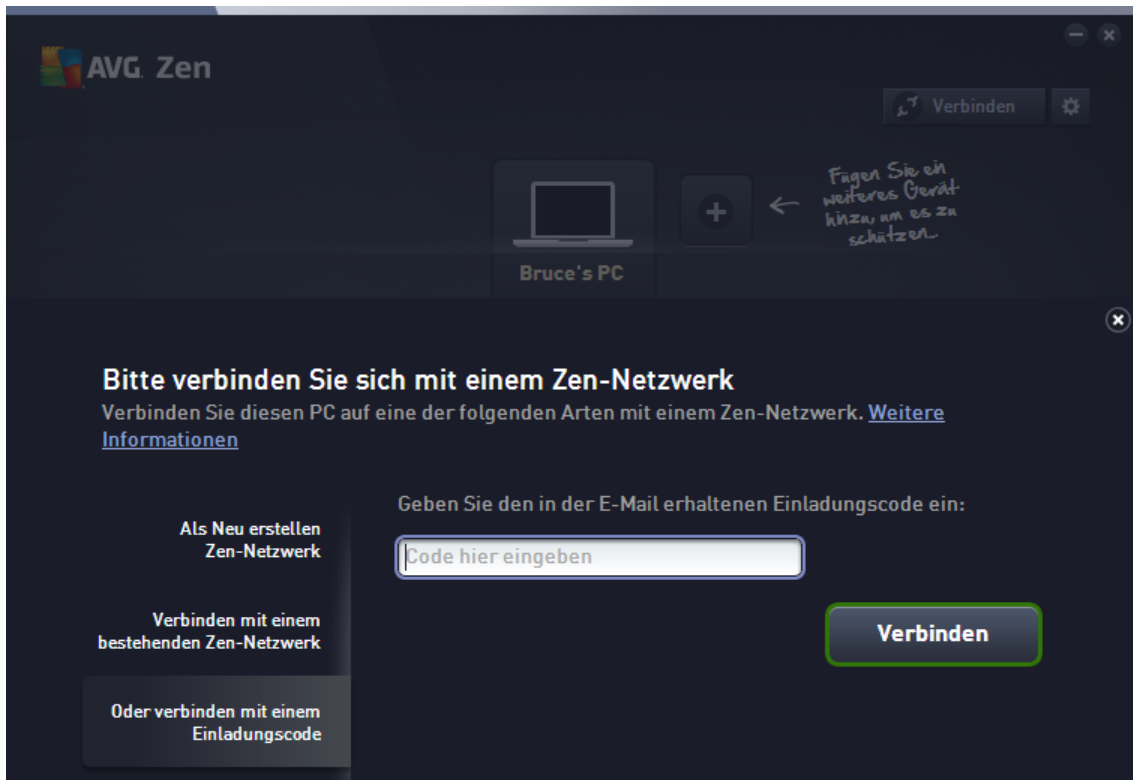 AVG. Zen
Verbinden
Fügen Sie ein
weiteres Gerät
hinzu, um es zu
schützen...
Bruce's PC
Bitte verbinden Sie sich mit einem Zen-Netzwerk
Verbinden Sie diesen PC auf eine der folgenden Arten mit einem Zen-Netzwerk. Weitere
Informationen
Geben Sie den in der E-Mail erhaltenen Einladungscode ein:
Code hier eingeben
Verbinden
Als Neu erstellen
Zen-Netzwerk
Verbinden mit einem
bestehenden Zen-Netzwerk
Oder verbinden mit einem
Einladungscode